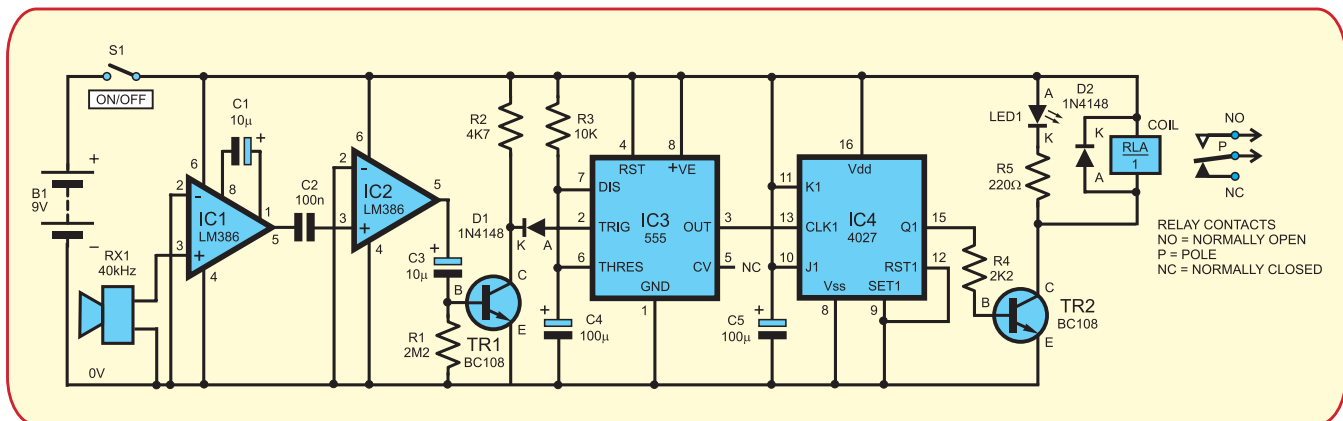 S1
ON/OFF
B1
9V
+
−
RX1
40kHz
0V
C1
10µ
+
6
2
8
-
IC1
LM386
1
5
3
+
4
C2
100n
6
2
-
IC2
LM386
5
3
+
4
C3
10µ
+
R1
2M2
B
C
E
TR1
BC108
R2
4K7
D1
1N4148
K
A
R3
10K
+
C4
100µ
4
8
RST
+VE
7
DIS
2
TRIG
IC3
555
OUT
3
6
THRES
CV
5
NC
GND
1
+
C5
100µ
16
Vdd
11
K1
13
CLK1
IC4
4027
Q1
15
RST1
12
10
J1
Vss
SET1
8
9
R4
2K2
B
C
E
TR2
BC108
A
LED1
K
R5
220Ω
D2
1N4148
K
A
COIL
RLA
1
NO
P
NC
RELAY CONTACTS
NO = NORMALLY OPEN
P = POLE
NC = NORMALLY CLOSED